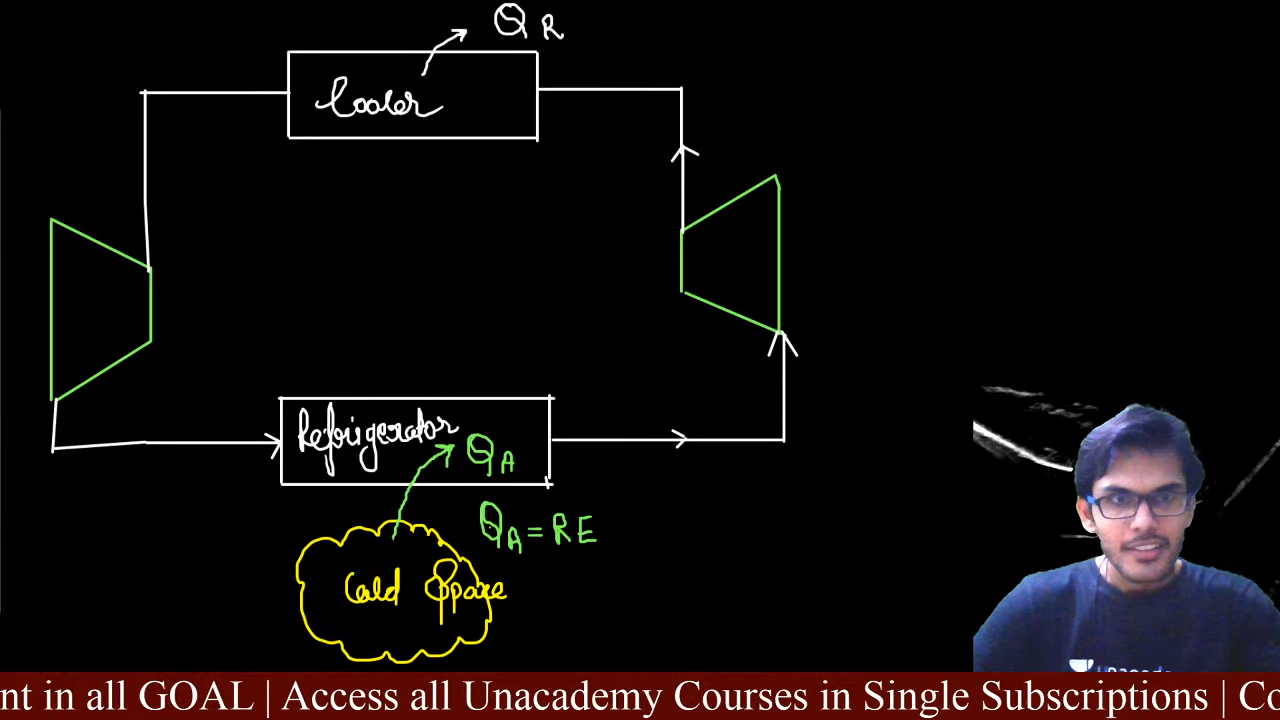 Q R
Cooler
Refrigerator
Q A
Q A = R E
Cold Space
nt in all GOAL | Access all Unacademy Courses in Single Subscriptions | Co